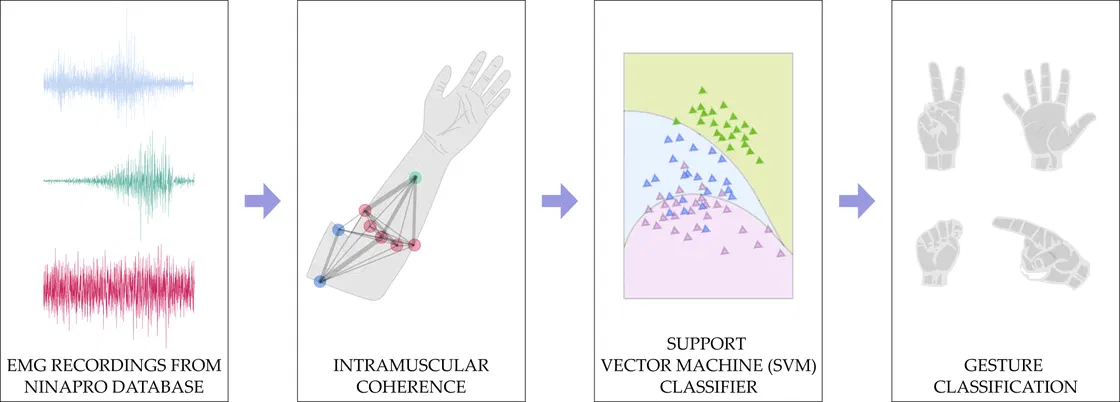 EMG RECORDINGS FROM
NINAPRO DATABASE
INTRAMUSCULAR
COHERENCE
SUPPORT
VECTOR MACHINE (SVM)
CLASSIFIER
GESTURE
CLASSIFICATION